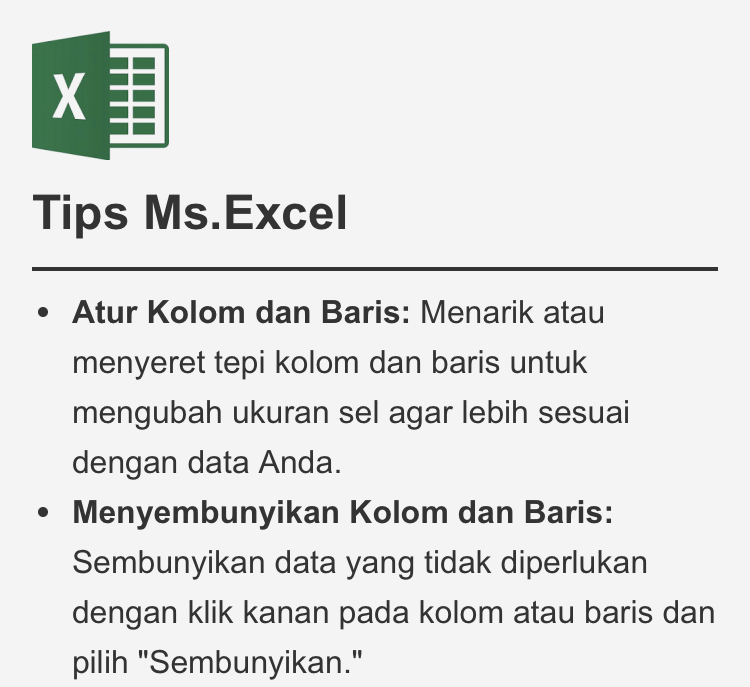 X
Tips Ms.Excel
• Atur Kolom dan Baris: Menarik atau
menyeret tepi kolom dan baris untuk
mengubah ukuran sel agar lebih sesuai
dengan data Anda.
• Menyembunyikan Kolom dan Baris:
Sembunyikan data yang tidak diperlukan
dengan klik kanan pada kolom atau baris dan
pilih "Sembunyikan."